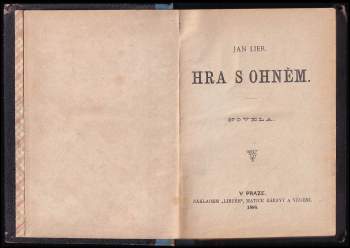 JAN LIER.
HRA S OHNĚM.
NOVELA.
V PRAZE.
NÁKLADEM „LIBUŠE“, MATICE ZÁBAVY A VĚDĚNÍ.